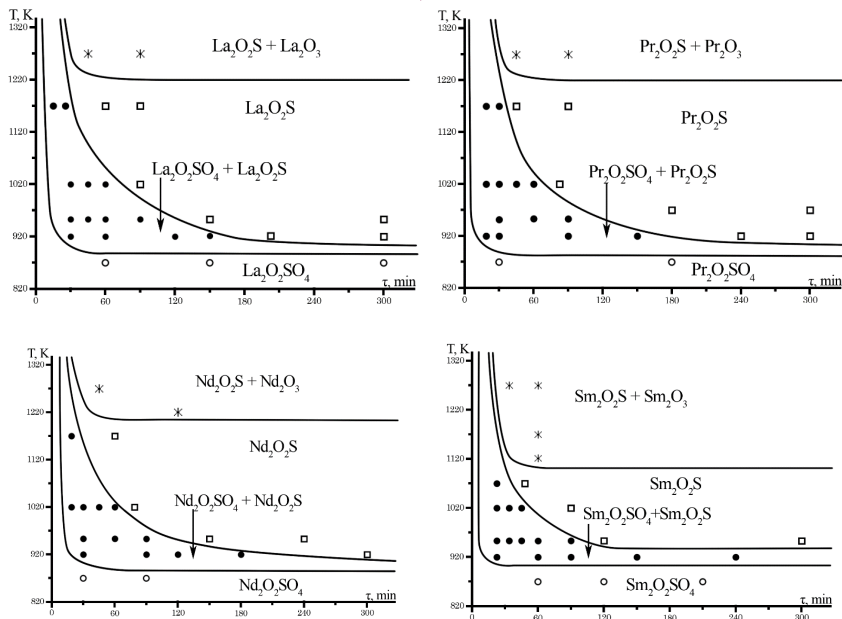 T, K
1320
1220
1120
1020
920
820
0
60
120
180
240
300
τ, min
La₂O₂S + La₂O₃
La₂O₂S
La₂O₂SO₄ + La₂O₂S
La₂O₂SO₄
T, K
1320
1220
1120
1020
920
820
0
60
120
180
240
300
τ, min
Pr₂O₂S + Pr₂O₃
Pr₂O₂S
Pr₂O₂SO₄ + Pr₂O₂S
Pr₂O₂SO₄
T, K
1320
1220
1120
1020
920
820
0
60
120
180
240
300
τ, min
Nd₂O₂S + Nd₂O₃
Nd₂O₂S
Nd₂O₂SO₄ + Nd₂O₂S
Nd₂O₂SO₄
T, K
1320
1220
1120
1020
920
820
0
60
120
180
240
300
τ, min
Sm₂O₂S + Sm₂O₃
Sm₂O₂S
Sm₂O₂SO₄+Sm₂O₂S
Sm₂O₂SO₄